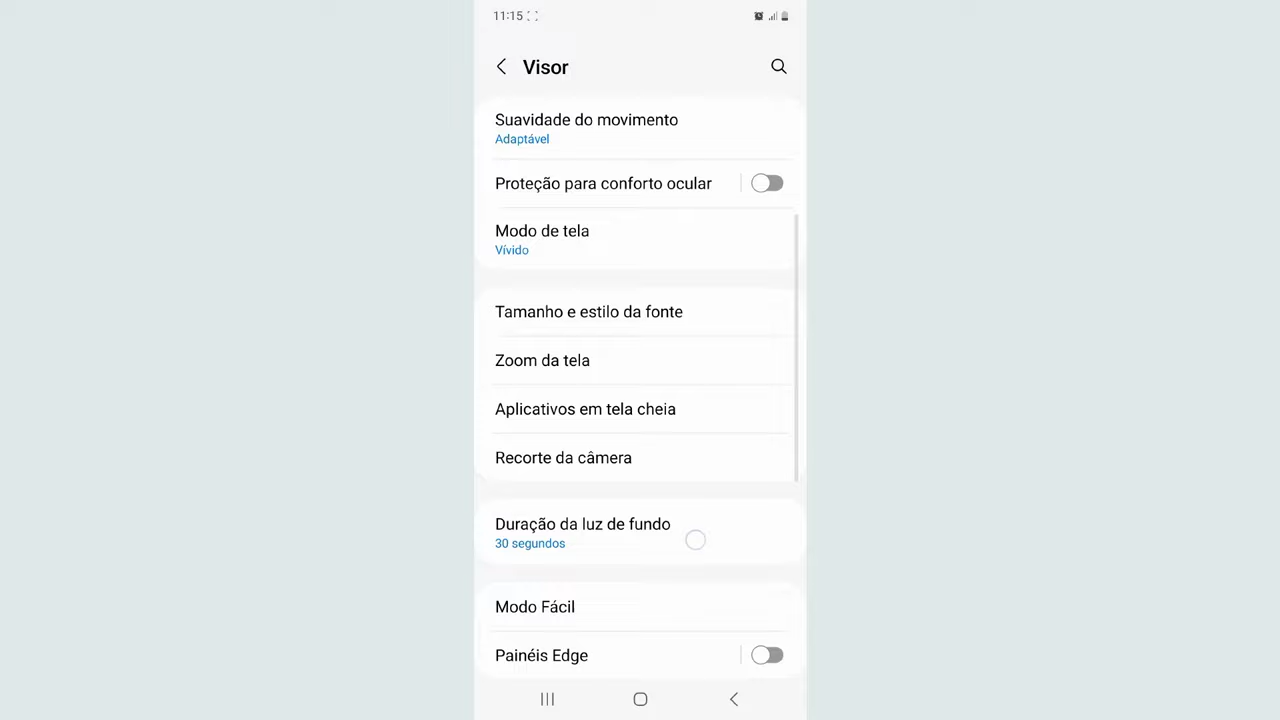 11:15
Visor
Suavidade do movimento
Adaptável
Proteção para conforto ocular
Modo de tela
Vívido
Tamanho e estilo da fonte
Zoom da tela
Aplicativos em tela cheia
Recorte da câmera
Duração da luz de fundo
30 segundos
Modo Fácil
Painéis Edge